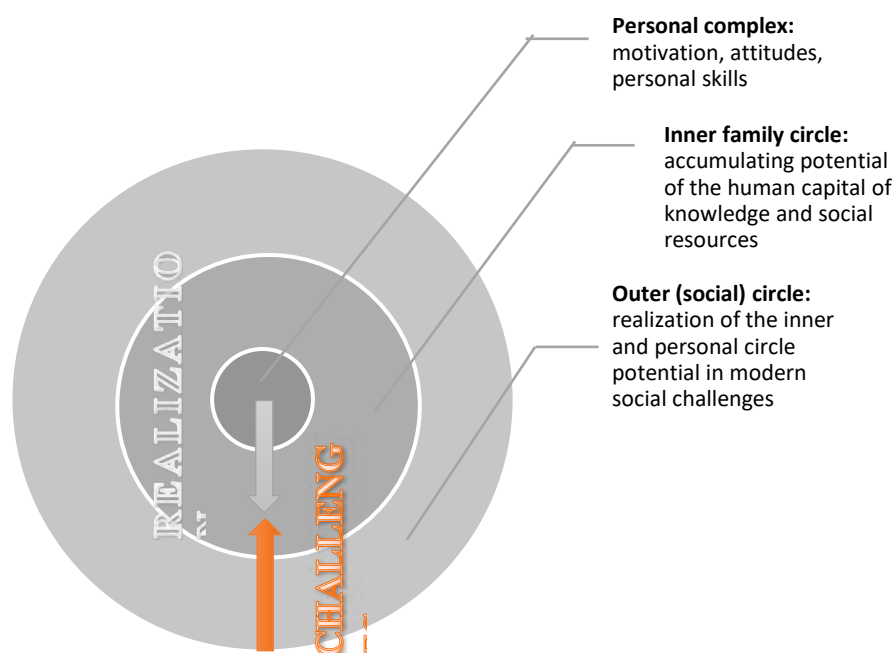 Personal complex:
motivation, attitudes,
personal skills
Inner family circle:
accumulating potential
of the human capital of
knowledge and social
resources
Outer (social) circle:
realization of the inner
and personal circle
potential in modern
social challenges
REALIZATIO
N
CHALLENG